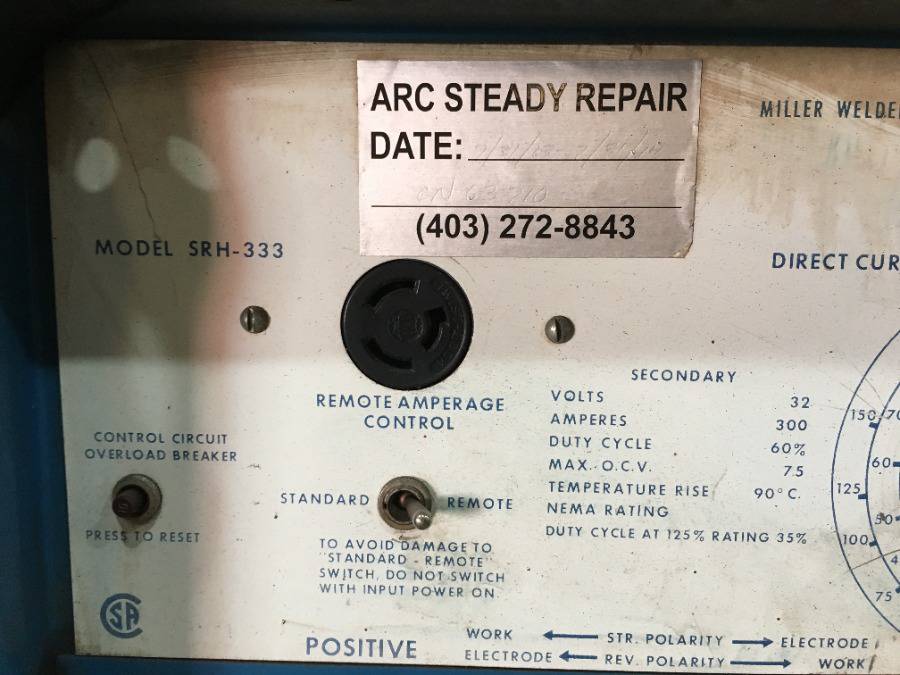 ARC STEADY REPAIR
DATE:
(403) 272-8843
MILLER WELDE
MODEL SRH-333
DIRECT CUR
REMOTE AMPERAGE
CONTROL
SECONDARY
VOLTS 32
AMPERES 300
DUTY CYCLE 60%
MAX. O.C.V. 75
TEMPERATURE RISE 90°C.
NEMA RATING
DUTY CYCLE AT 125% RATING 35%
CONTROL CIRCUIT
OVERLOAD BREAKER
PRESS TO RESET
STANDARD REMOTE
TO AVOID DAMAGE TO
"STANDARD - REMOTE"
SWITCH, DO NOT SWITCH
WITH INPUT POWER ON
150 70
60
125
50
100
75
CSA
POSITIVE
WORK STR. POLARITY ELECTRODE
ELECTRODE REV. POLARITY WORK